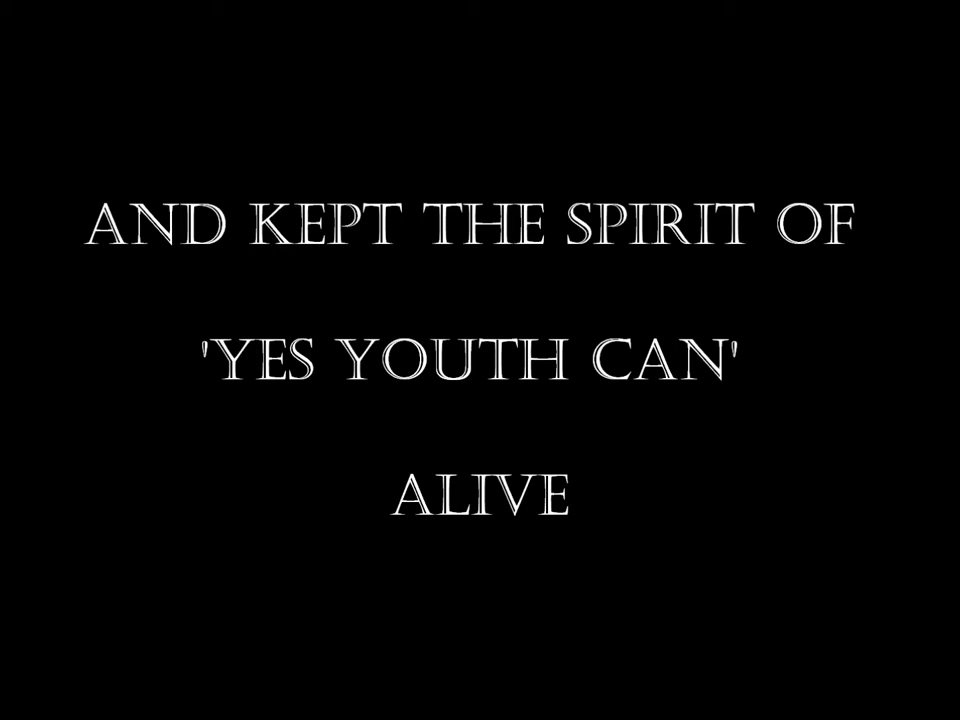 AND KEPT THE SPIRIT OF
'YES YOUTH CAN'
ALIVE